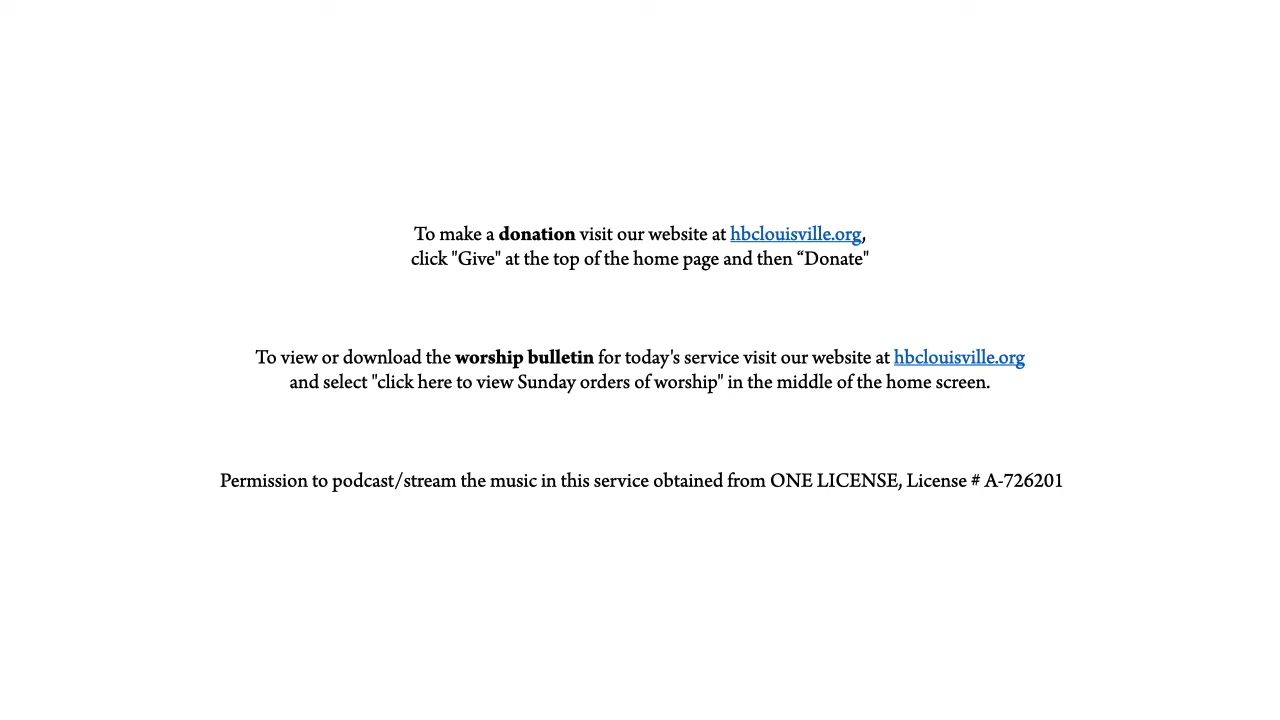 To make a donation visit our website at hbclouisville.org,
click "Give" at the top of the home page and then “Donate"
To view or download the worship bulletin for today's service visit our website at hbclouisville.org
and select "click here to view Sunday orders of worship" in the middle of the home screen.
Permission to podcast/stream the music in this service obtained from ONE LICENSE, License # A-726201